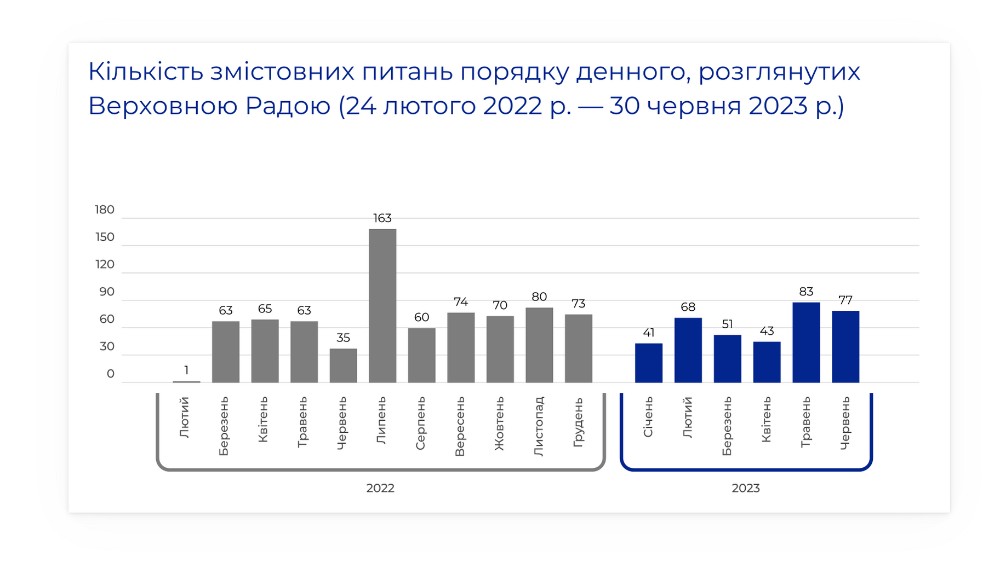 Кількість змістовних питань порядку денного, розглянутих
Верховною Радою (24 лютого 2022 р. — 30 червня 2023 р.)
180
150
120
90
60
30
0
1
63
65
63
35
163
60
74
70
80
73
41
68
51
43
83
77
Лютий
Березень
Квітень
Травень
Червень
Липень
Серпень
Вересень
Жовтень
Листопад
Грудень
Січень
Лютий
Березень
Квітень
Травень
Червень
2022
2023